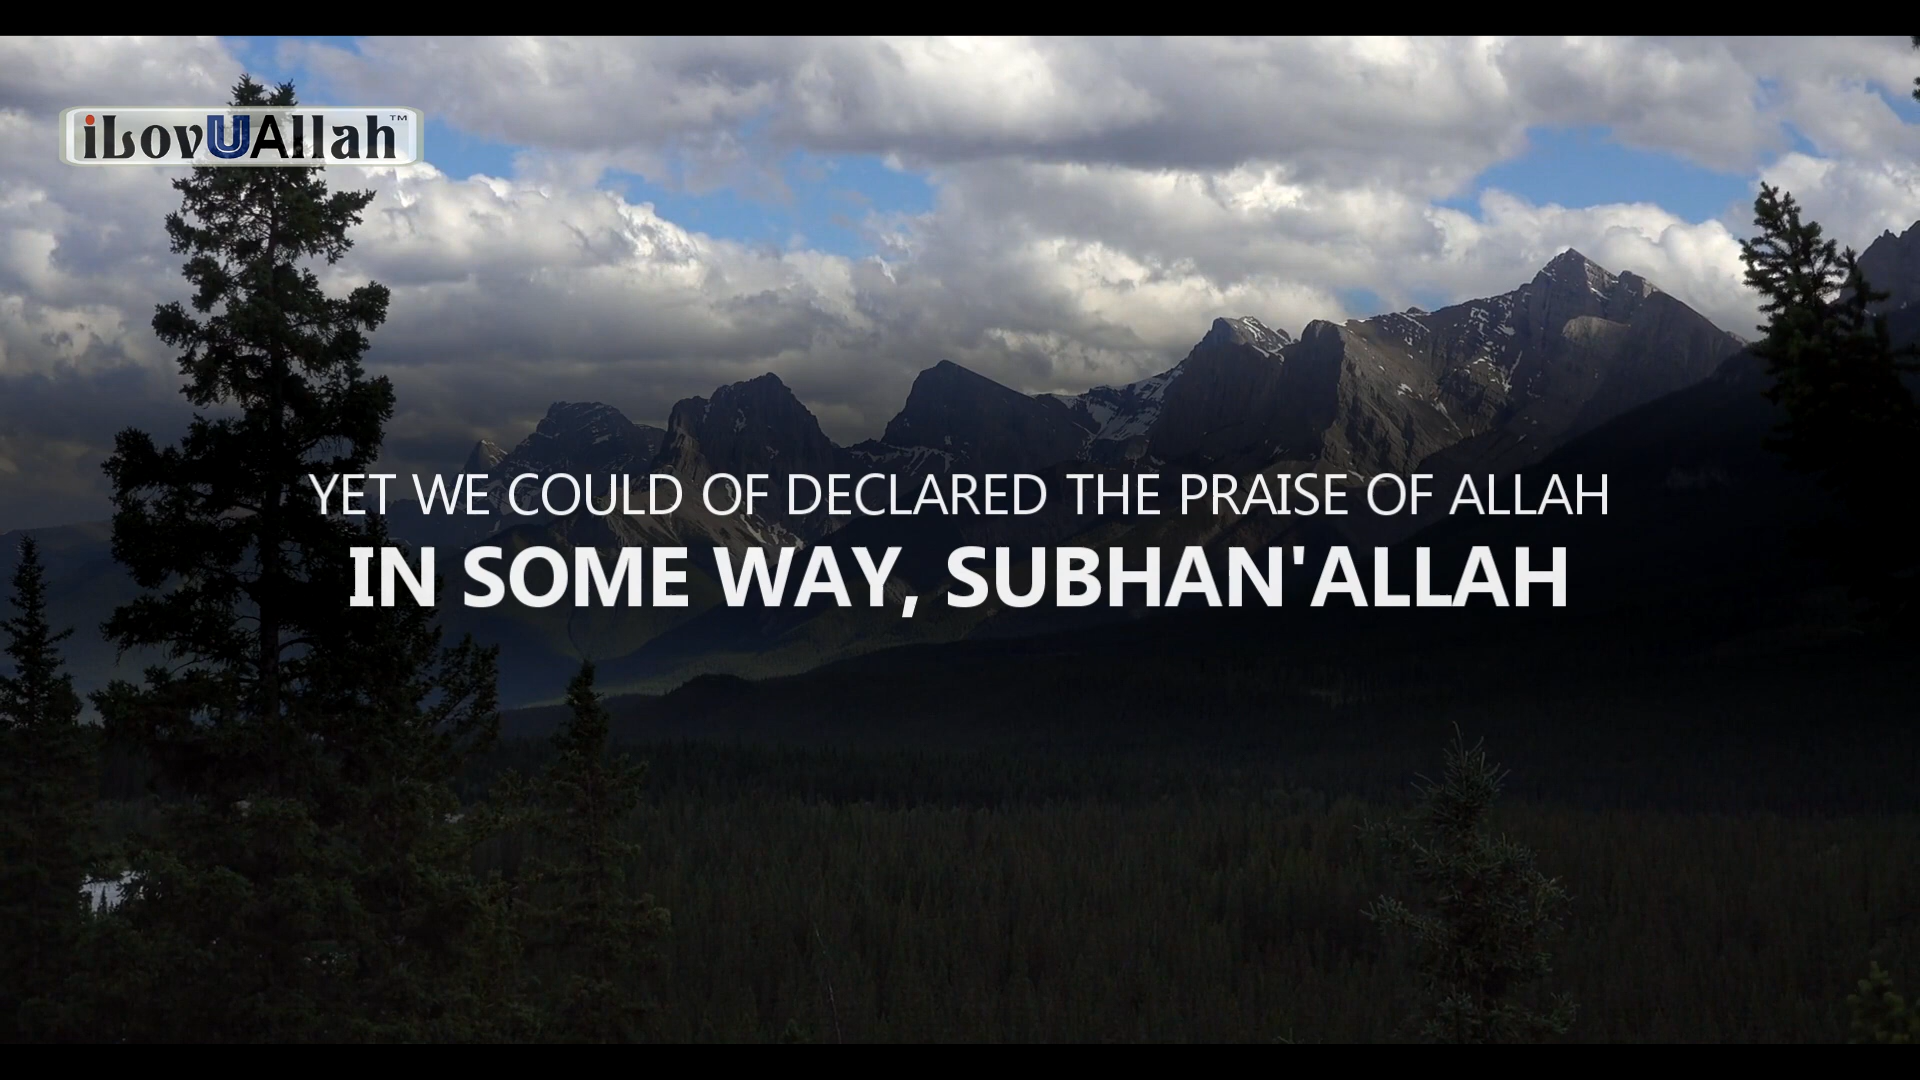 iLovUAllah™
YET WE COULD OF DECLARED THE PRAISE OF ALLAH
IN SOME WAY, SUBHAN'ALLAH